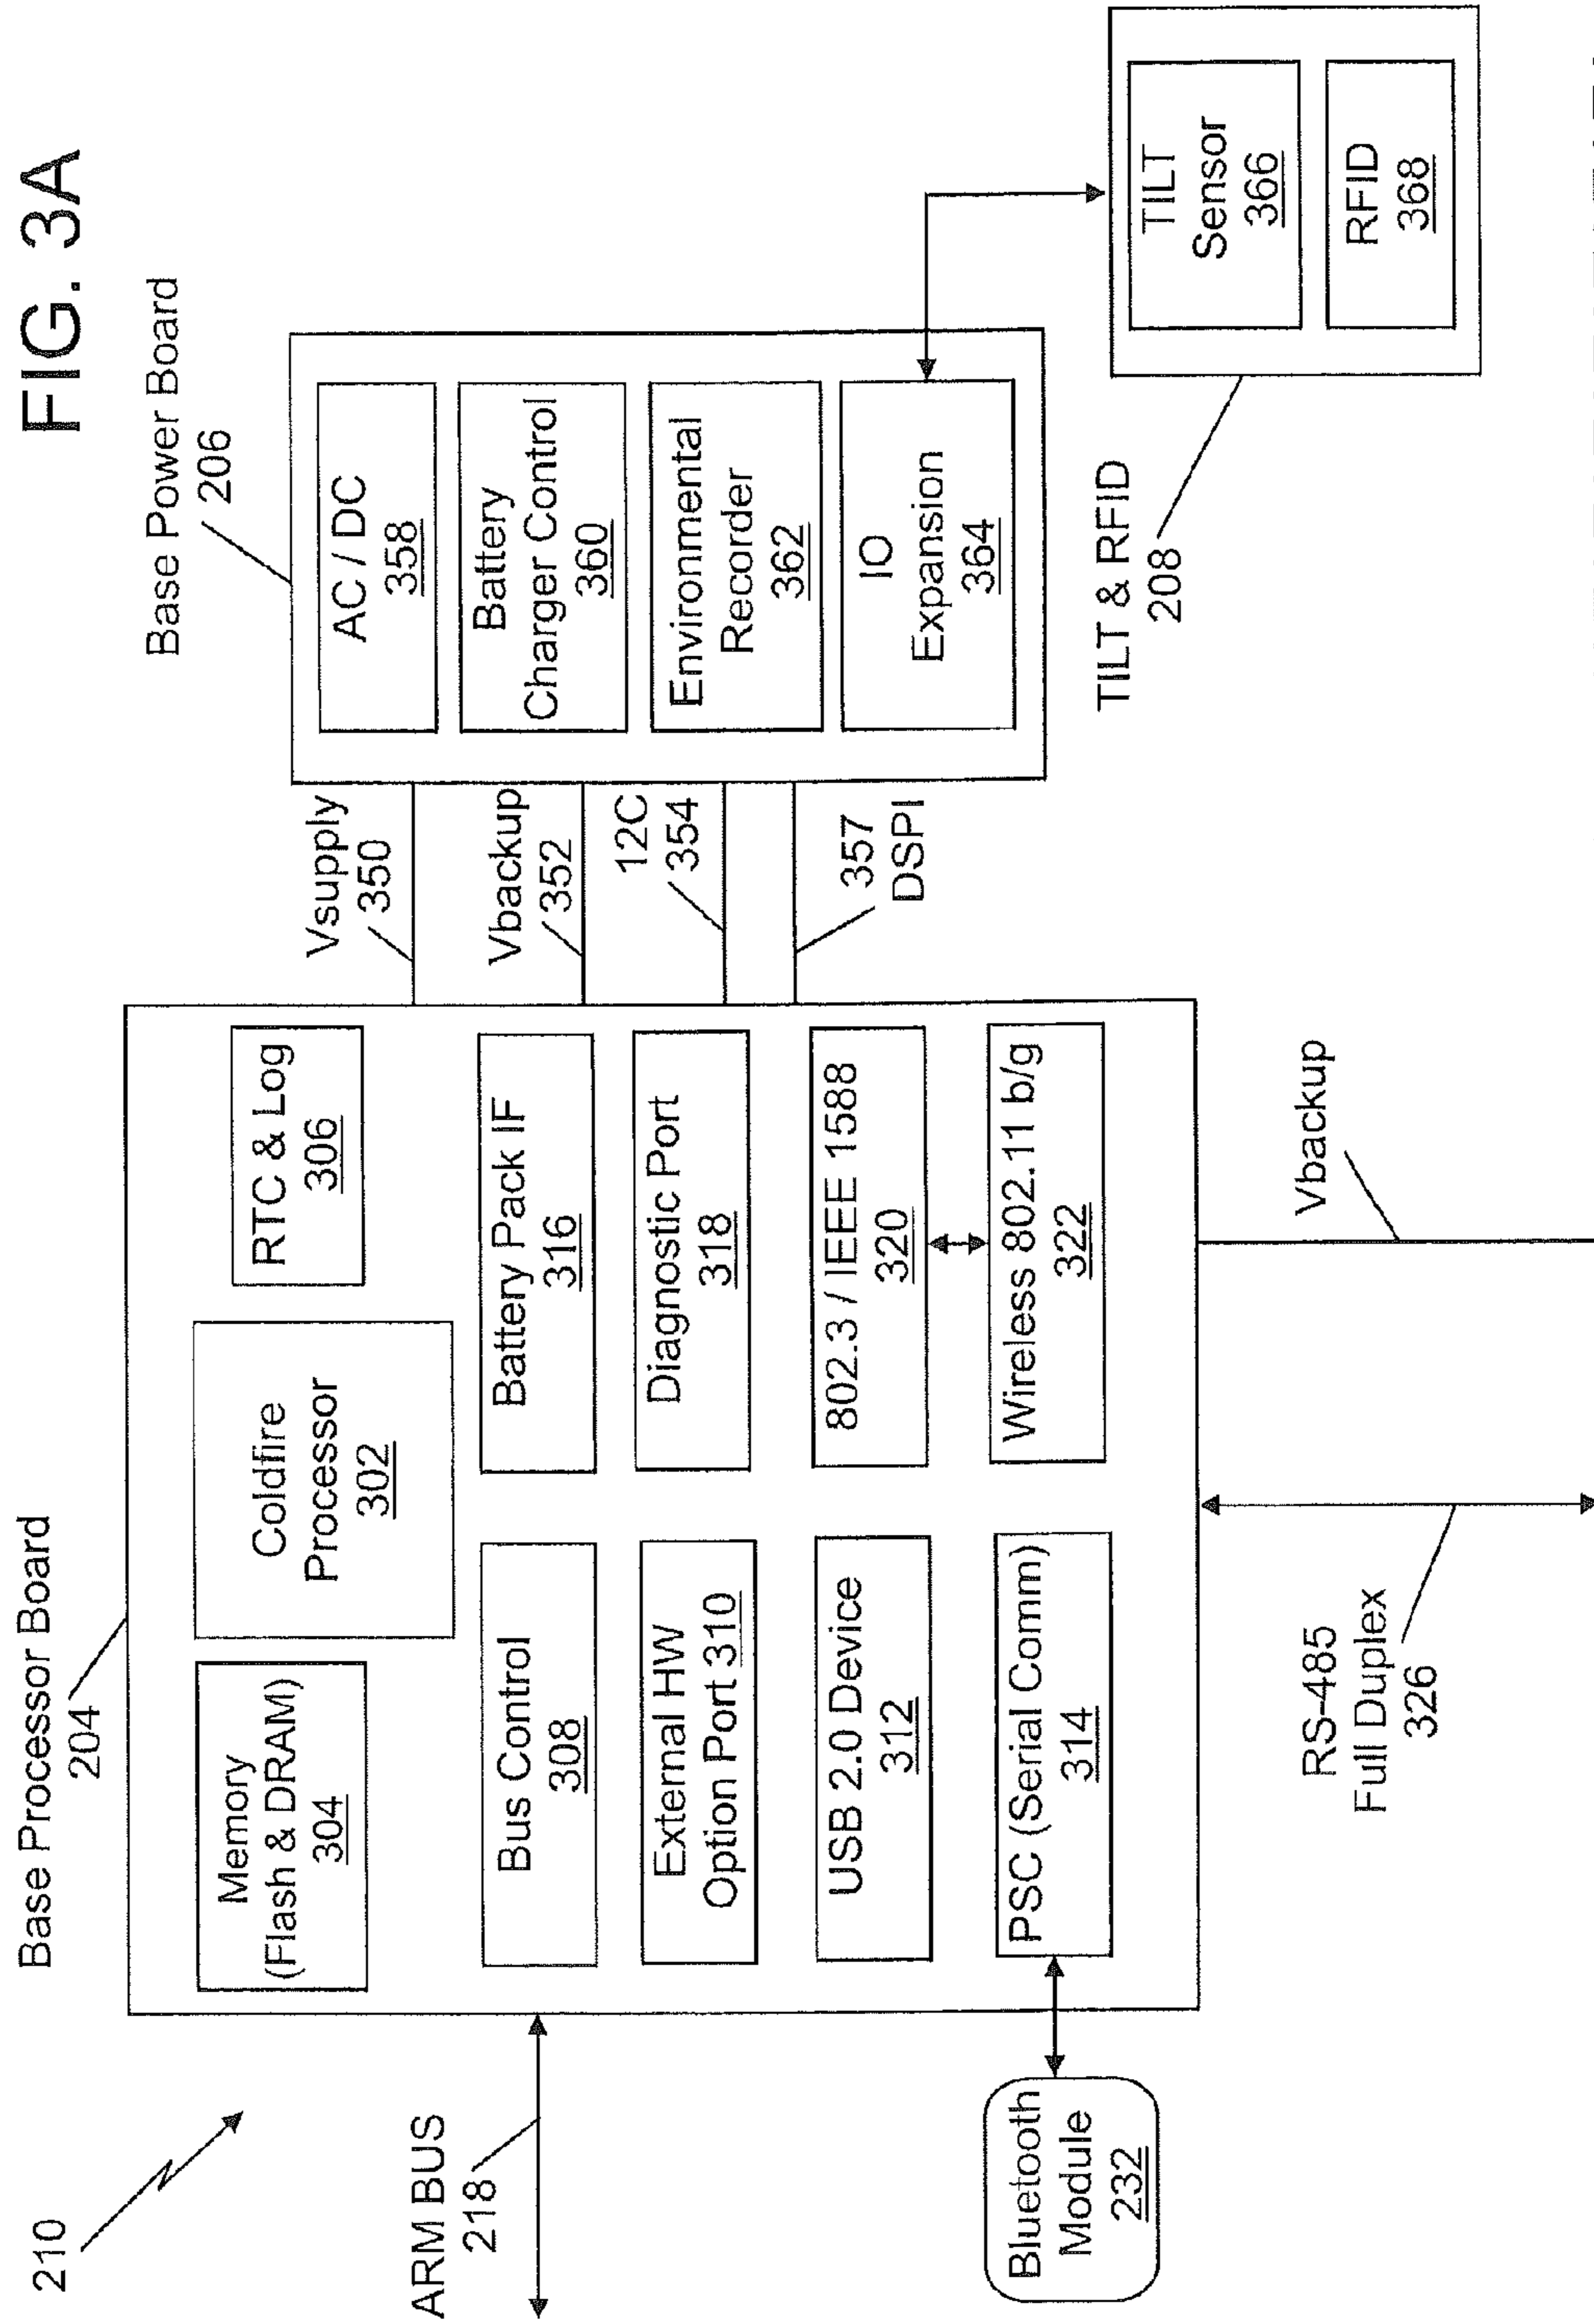 FIG. 3A
210
Base Processor Board
204
Memory
(Flash & DRAM)
304
Coldfire
Processor
302
RTC & Log
306
Bus Control
308
Battery Pack IF
316
External HW
Option Port 310
Diagnostic Port
318
USB 2.0 Device
312
802.3 / IEEE 1588
320
PSC (Serial Comm)
314
Wireless 802.11 b/g
322
ARM BUS
218
Bluetooth
Module
232
RS-485
Full Duplex
326
Vbackup
Vsupply
350
Vbackup
352
12C
354
357
DSPI
Base Power Board
206
AC / DC
358
Battery
Charger Control
360
Environmental
Recorder
362
IO
Expansion
364
TILT & RFID
208
TILT
Sensor
366
RFID
368